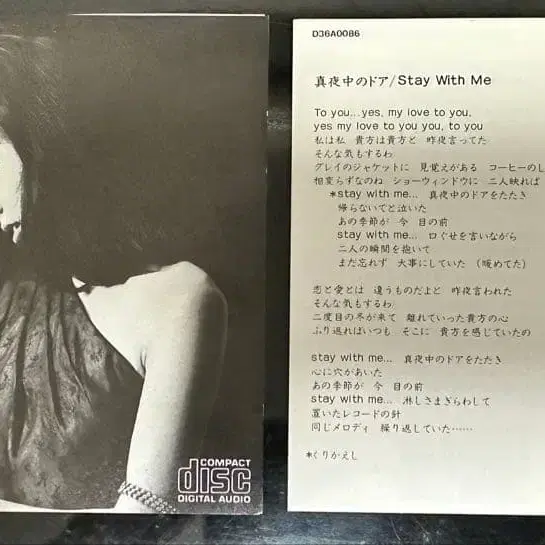 COMPACT
disc
DIGITAL AUDIO
D36A0086
真夜中のドア/Stay With Me
To you...yes, my love to you,
yes my love to you you, to you
私は私 貴方は貴方と 昨夜言ってた
そんな気もするわ
グレイのジャケットに 見覚えがある コーヒーのし
相変らずなのね ショーウィンドウに 二人映れば
*stay with me... 真夜中のドアをたたき
帰らないでと泣いた
あの季節が 今 目の前
stay with me... 口ぐせを言いながら
二人の瞬間を抱いて
まだ忘れず 大事にしていた (暖めてた)
恋と愛とは 違うものだよと 昨夜言われた
そんな気もするわ
二度目の冬が来て 離れていった貴方の心
ふり返ればいつも そこに 貴方を感じていたの
stay with me... 真夜中のドアをたたき
心に穴があいた
あの季節が 今 目の前
stay with me... 淋しさまぎらわして
置いたレコードの針
同じメロディ 繰り返していた……
*くりかえし